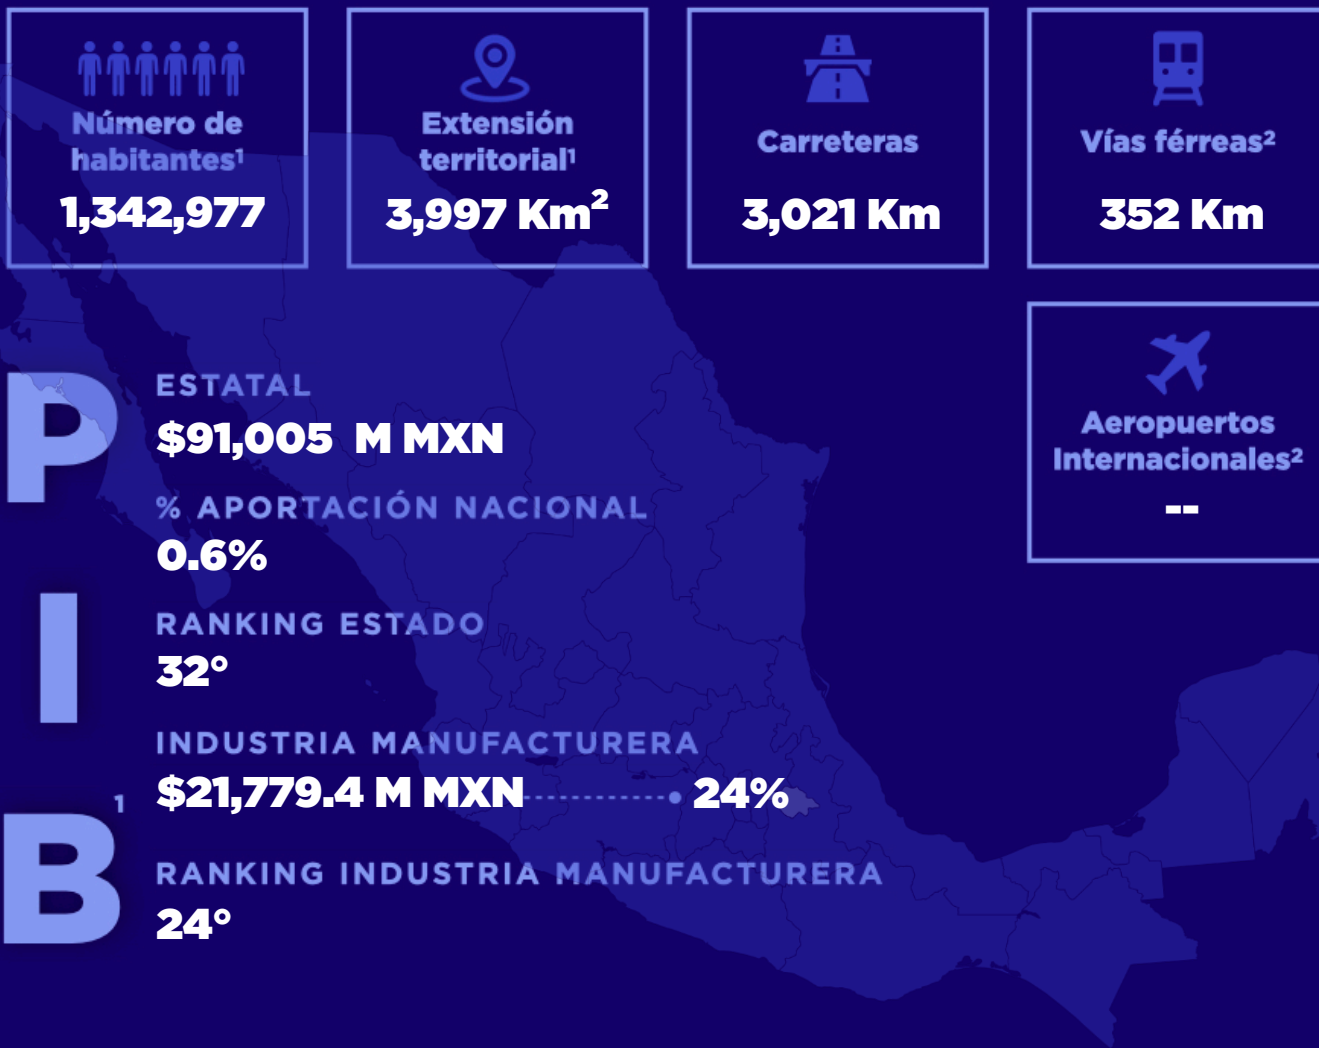 Número de
habitantes¹
1,342,977
Extensión
territorial¹
3,997 Km²
Carreteras
3,021 Km
Vías férreas²
352 Km
Aeropuertos
Internacionales²
--
PIB¹
ESTATAL
$91,005 M MXN
% APORTACIÓN NACIONAL
0.6%
RANKING ESTADO
32°
INDUSTRIA MANUFACTURERA
$21,779.4 M MXN 24%
RANKING INDUSTRIA MANUFACTURERA
24°